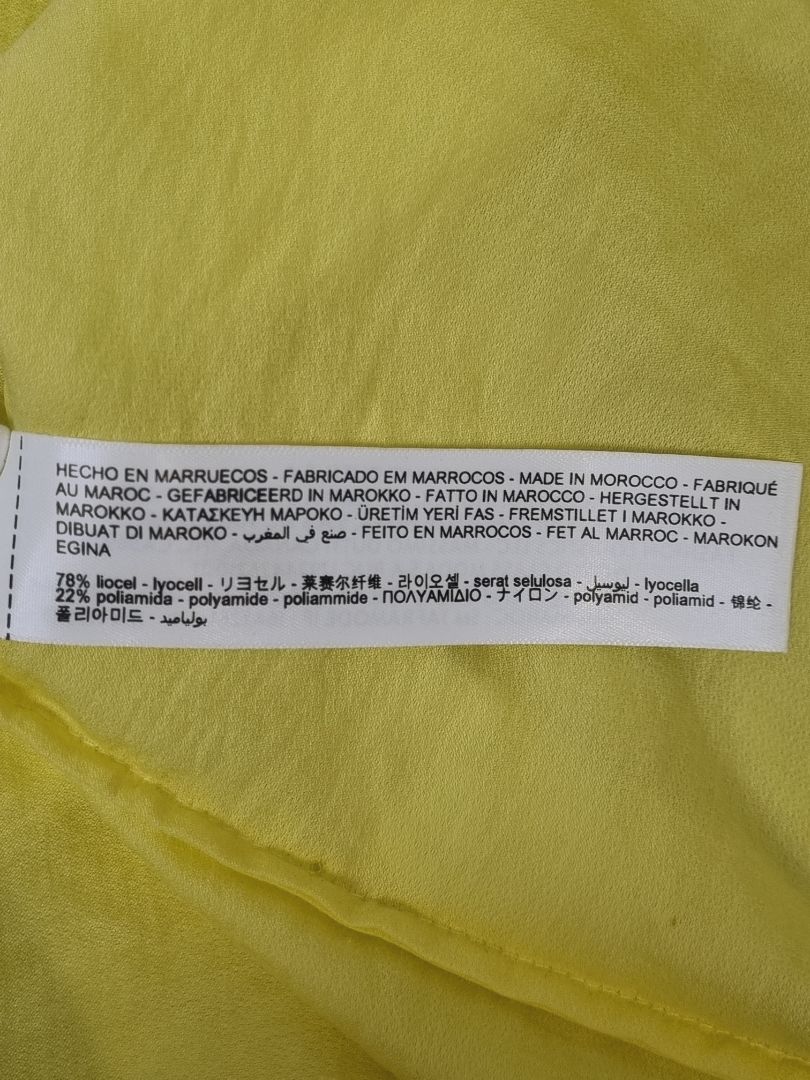 HECHO EN MARRUECOS - FABRICADO EM MARROCOS - MADE IN MOROCCO - FABRIQUÉ
AU MAROC - GEFABRICEERD IN MAROKKO - FATTO IN MAROCCO - HERGESTELLT IN
MAROKKO - ΚΑΤΑΣΚΕΥΗ ΜΑΡΟΚΟ - ÜRETİM YERİ FAS - FREMSTILLET I MAROKKO -
DIBUAT DI MAROKO - صنع في المغرب - FEITO EN MARROCOS - FET AL MARROC - MAROKON
EGINA
78% liocel - lyocell - リヨセル - 莱赛尔纤维 - 라이오셀 - serat selulosa - ليوسيل - lyocella
22% poliamida - polyamide - poliammide - ΠΟΛΥΑΜΙΔΙΟ - ナイロン - polyamid - poliamid - 锦纶 -
폴리아미드 - بولياميد